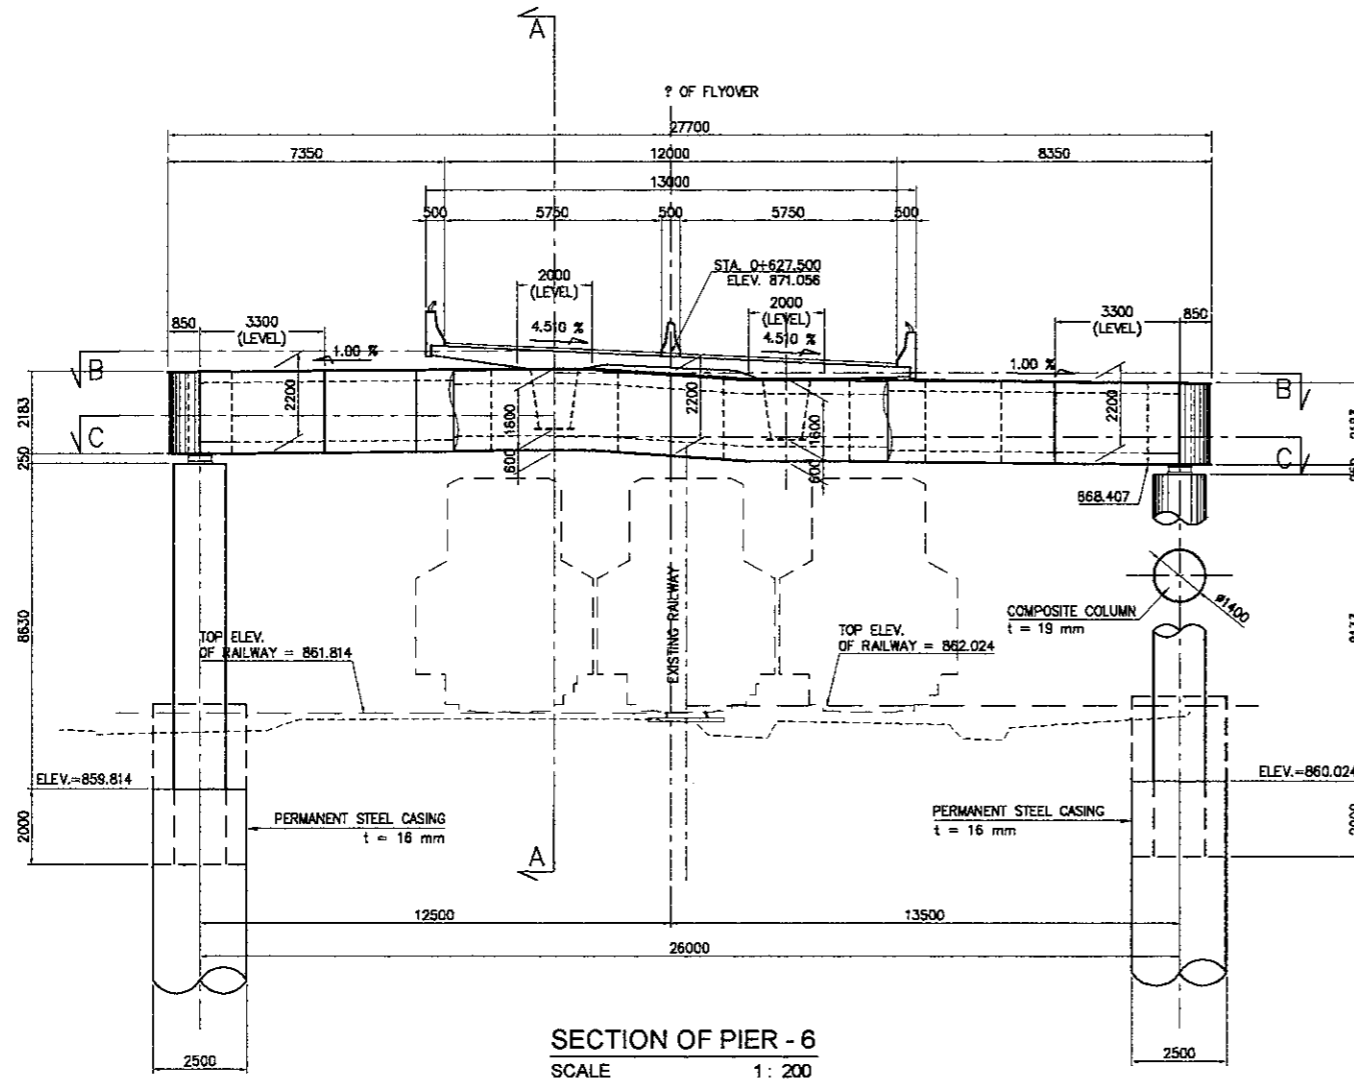 A
? OF FLYOVER
27700
7350 12000 8350
13000
500 5750 500 5750 500
STA. 0+627.500
ELEV. 871.056
2000
(LEVEL)
2000
(LEVEL)
850 3300
(LEVEL)
3300
(LEVEL)
850
4.510 %
4.510 %
1.00 %
1.00 %
B
B
2183
2200
1600
2200
1600
2200
C
C
250
600
600
868.407
8630
EXISTING RAILWAY
COMPOSITE COLUMN
t = 19 mm
ø1400
TOP ELEV.
OF RAILWAY = 861.814
TOP ELEV.
OF RAILWAY = 862.024
ELEV.=859.814
ELEV.=860.024
2000
PERMANENT STEEL CASING
t = 16 mm
PERMANENT STEEL CASING
t = 16 mm
A
12500 13500
26000
2500
2500
SECTION OF PIER - 6
SCALE 1 : 200